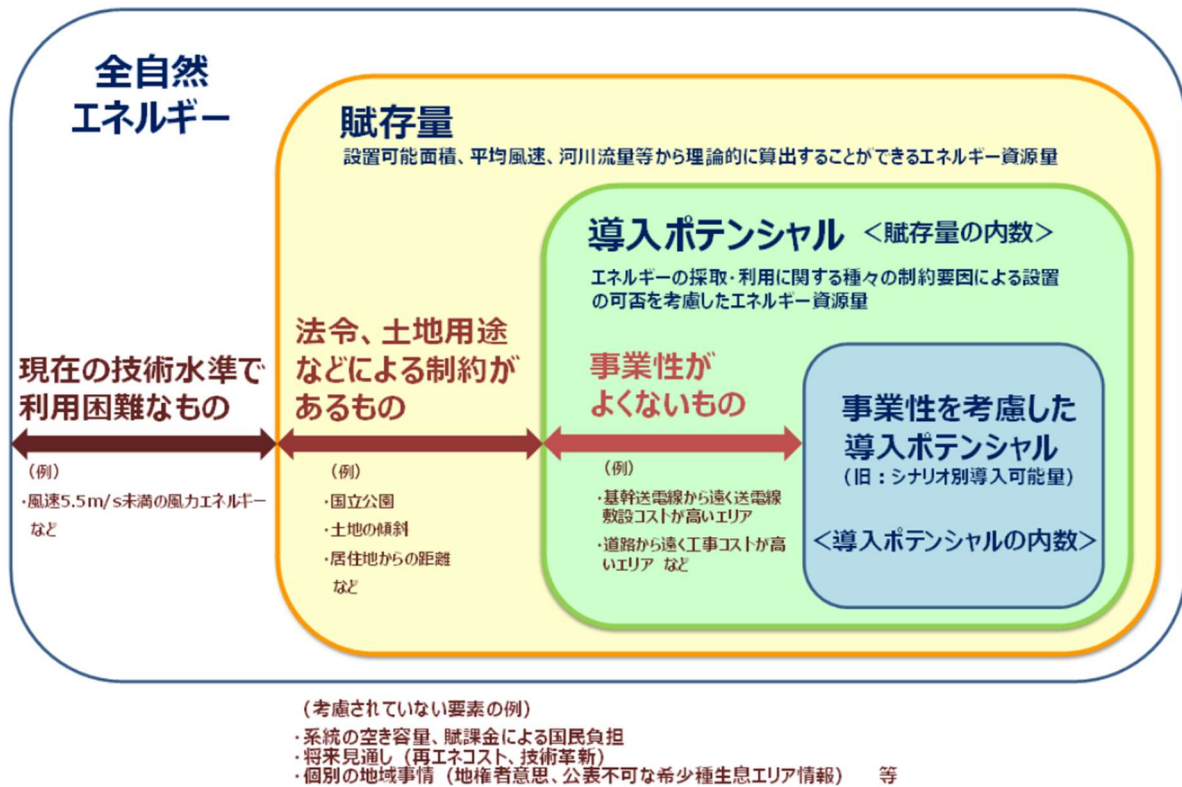 全自然
エネルギー
賦存量
設置可能面積、平均風速、河川流量等から理論的に算出することができるエネルギー資源量
導入ポテンシャル <賦存量の内数>
エネルギーの採取・利用に関する種々の制約要因による設置
の可否を考慮したエネルギー資源量
現在の技術水準で
利用困難なもの
(例)
・風速5.5m/s未満の風力エネルギー
など
法令、土地用途
などによる制約が
あるもの
(例)
・国立公園
・土地の傾斜
・居住地からの距離
など
事業性が
よくないもの
(例)
・基幹送電線から遠く送電線
敷設コストが高いエリア
・道路から遠く工事コストが高
いエリア など
事業性を考慮した
導入ポテンシャル
(旧：シナリオ別導入可能量)
<導入ポテンシャルの内数>
(考慮されていない要素の例)
・系統の空き容量、賦課金による国民負担
・将来見通し (再エネコスト、技術革新)
・個別の地域事情 (地権者意思、公表不可な希少種生息エリア情報) 等